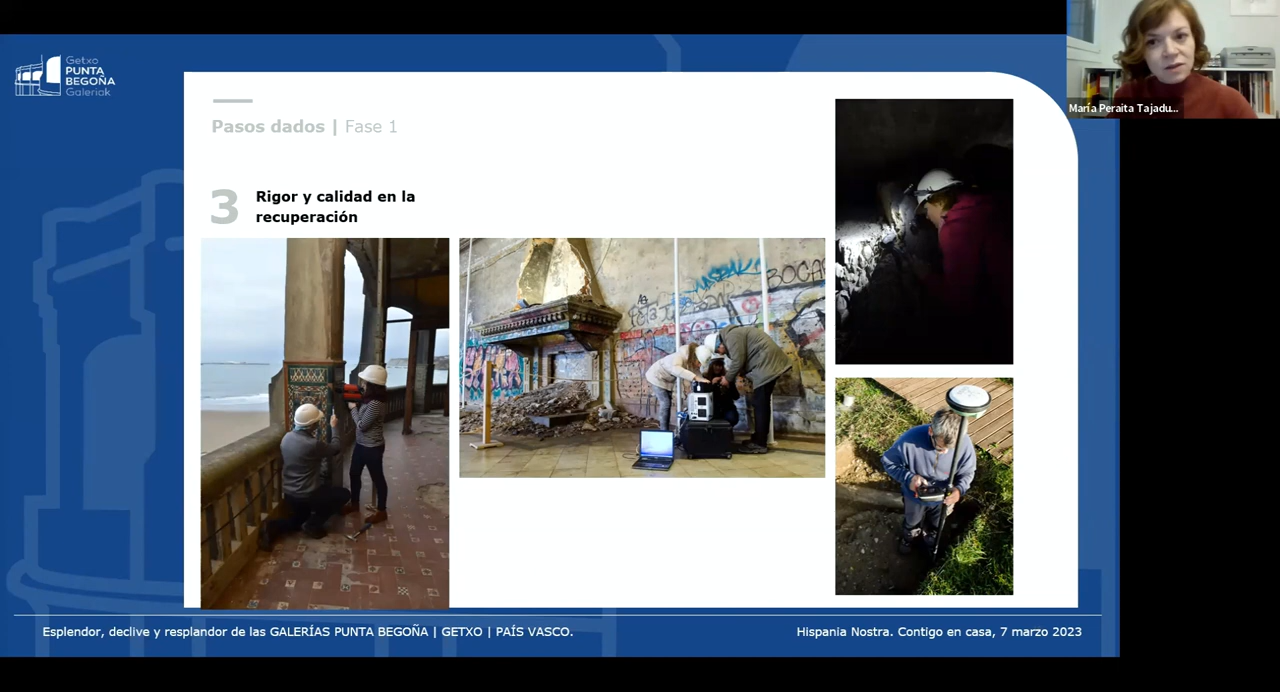 Getxo
PUNTA
BEGOÑA
Galeriak
María Peraita Tajadu...
Pasos dados | Fase 1
3
Rigor y calidad en la
recuperación
BOCAS
Esplendor, declive y resplandor de las GALERÍAS PUNTA BEGOÑA | GETXO | PAÍS VASCO.
Hispania Nostra. Contigo en casa, 7 marzo 2023